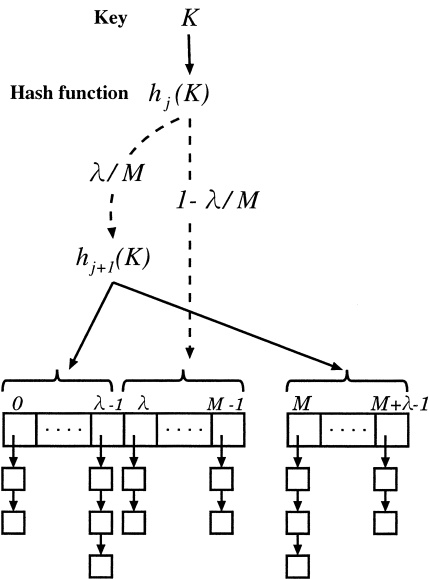 Key K
Hash function h_j(K)
λ/M
1- λ/M
h_{j+1}(K)
0 λ-1 λ M-1 M M+λ-1
.... .... ....